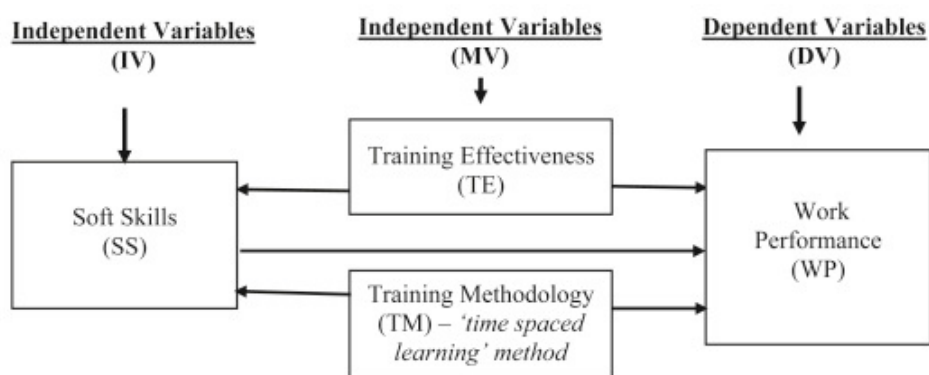 Independent Variables
(IV)
Independent Variables
(MV)
Dependent Variables
(DV)
Training Effectiveness
(TE)
Soft Skills
(SS)
Work
Performance
(WP)
Training Methodology
(TM) – ‘time spaced
learning’ method